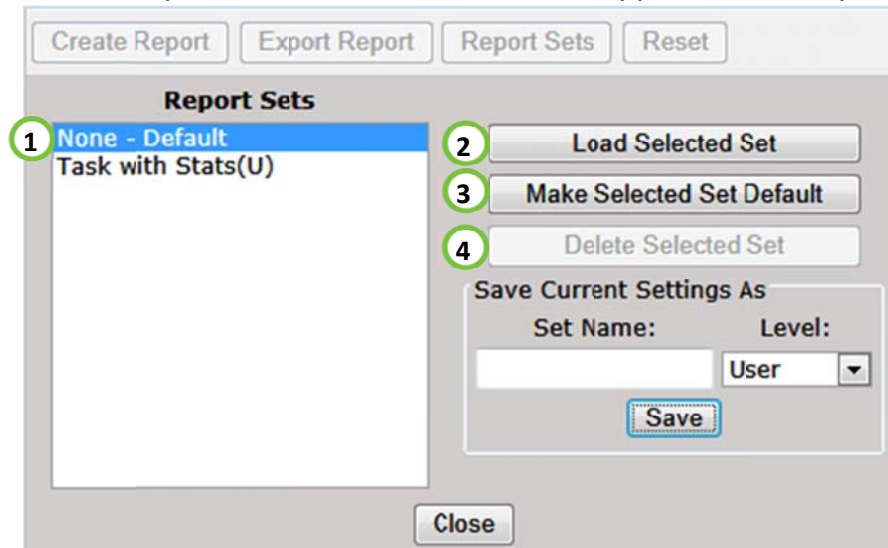 Create Report Export Report Report Sets Reset
Report Sets
1 None - Default
Task with Stats(U)
2 Load Selected Set
3 Make Selected Set Default
4 Delete Selected Set
Save Current Settings As
Set Name: Level:
User
Save
Close